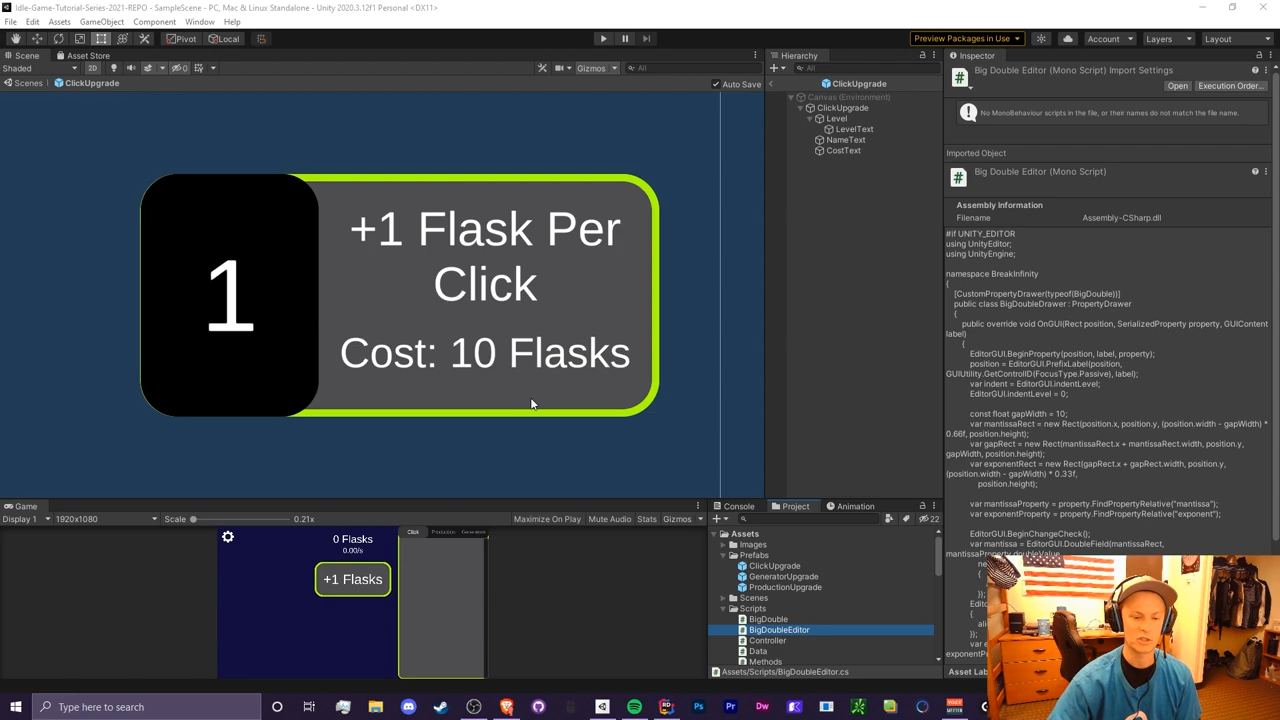 Idle-Game-Tutorial-Series-2021-REPO - SampleScene - PC, Mac & Linux Standalone - Unity 2020.3.12f1 Personal <DX11>
File Edit Assets GameObject Component Window Help
Pivot Local
Preview Packages in Use ▾
Account Layers Layout
Scene Asset Store
Shaded 2D 0 Gizmos All
Scenes ClickUpgrade Auto Save
+1 Flask Per
Click
1
Cost: 10 Flasks
Hierarchy
All
ClickUpgrade
Canvas (Environment)
ClickUpgrade
Level
LevelText
NameText
CostText
Inspector
Big Double Editor (Mono Script) Import Settings
Open Execution Order...
No MonoBehaviour scripts in the file, or their names do not match the file name.
Imported Object
Big Double Editor (Mono Script)
Assembly Information
Filename Assembly-CSharp.dll
#if UNITY_EDITOR
using UnityEditor;
using UnityEngine;
namespace BreakInfinity
{
[CustomPropertyDrawer(typeof(BigDouble))]
public class BigDoubleDrawer : PropertyDrawer
{
public override void OnGUI(Rect position, SerializedProperty property, GUIContent
label)
{
EditorGUI.BeginProperty(position, label, property);
position = EditorGUI.PrefixLabel(position,
GUIUtility.GetControlID(FocusType.Passive), label);
var indent = EditorGUI.indentLevel;
EditorGUI.indentLevel = 0;
const float gapWidth = 10;
var mantissaRect = new Rect(position.x, position.y, (position.width - gapWidth) *
0.66f, position.height);
var gapRect = new Rect(mantissaRect.x + mantissaRect.width, position.y,
gapWidth, position.height);
var exponentRect = new Rect(gapRect.x + gapRect.width, position.y,
(position.width - gapWidth) * 0.33f,
position.height);
var mantissaProperty = property.FindPropertyRelative("mantissa");
var exponentProperty = property.FindPropertyRelative("exponent");
EditorGUI.BeginChangeCheck();
var mantissa = EditorGUI.DoubleField(mantissaRect,
Game
Display 1 1920x1080 Scale 0.21x Maximize On Play Mute Audio Stats Gizmos
0 Flasks
0.00/s
+1 Flasks
Click
Console Project Animation
22
Assets
Images
Prefabs
ClickUpgrade
GeneratorUpgrade
ProductionUpgrade
Scenes
Scripts
BigDouble
BigDoubleEditor
Controller
Data
Methods
Assets/Scripts/BigDoubleEditor.cs
Type here to search